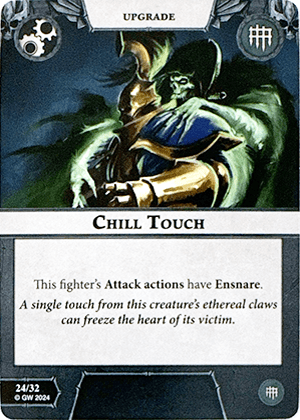 UPGRADE
CHILL TOUCH
This fighter's Attack actions have Ensnare.
A single touch from this creature's ethereal claws
can freeze the heart of its victim.
24/32
© GW 2024